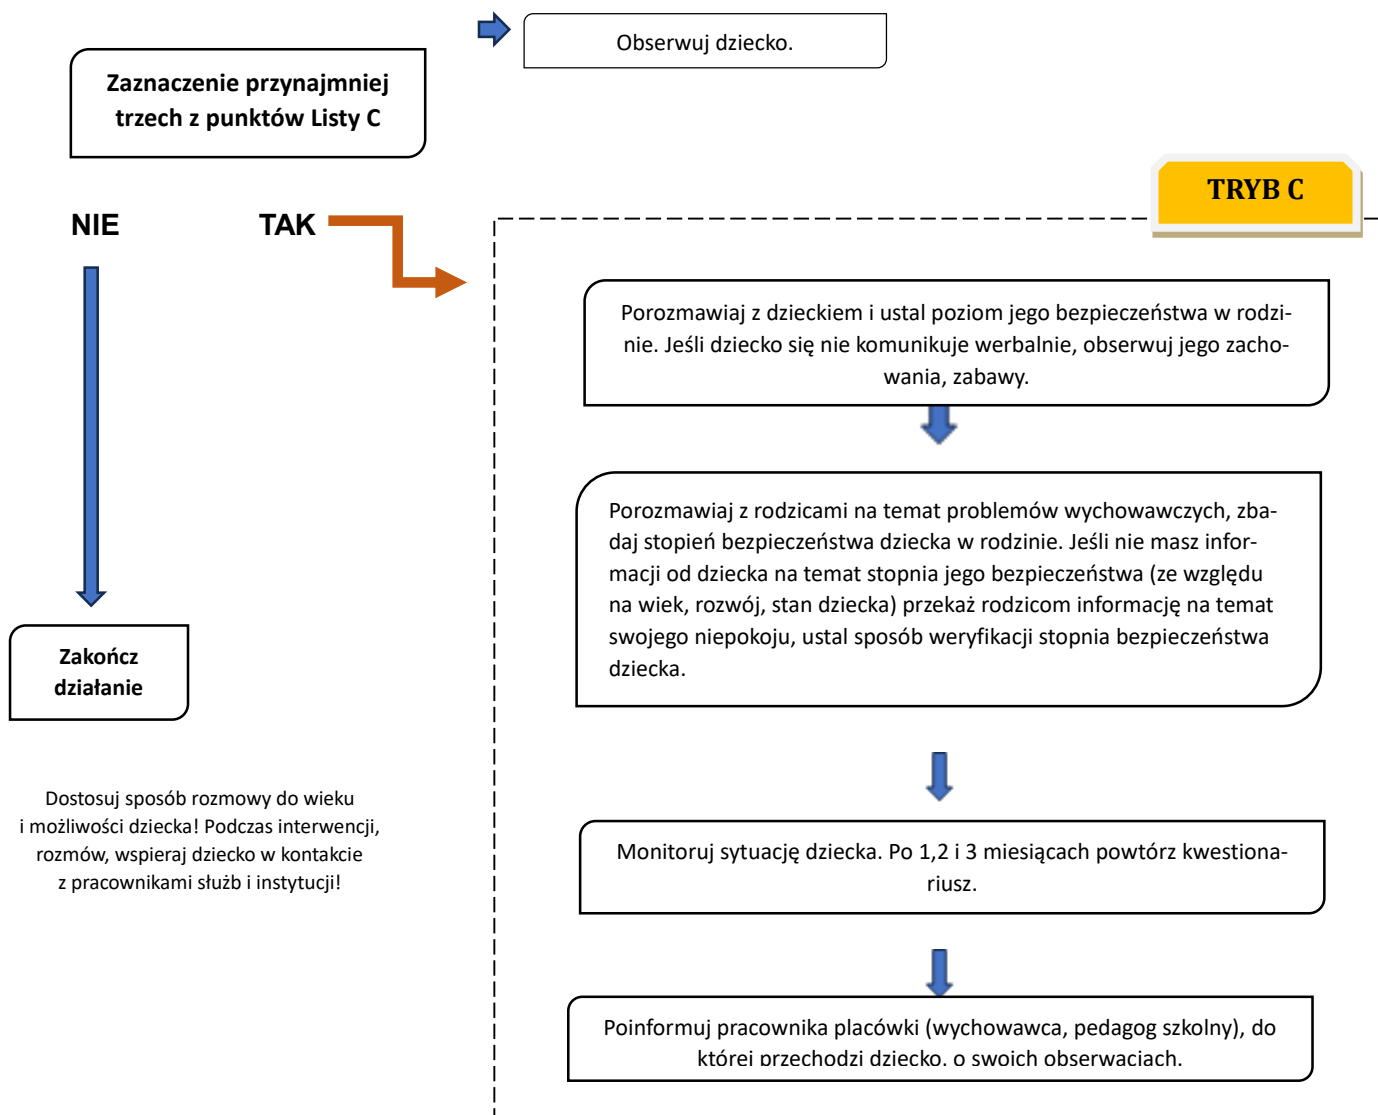 Obserwuj dziecko.
Zaznaczenie przynajmniej
trzech z punktów Listy C
TRYB C
NIE
TAK
Porozmawiaj z dzieckiem i ustal poziom jego bezpieczeństwa w rodzi-
nie. Jeśli dziecko się nie komunikuje werbalnie, obserwuj jego zacho-
wania, zabawy.
Porozmawiaj z rodzicami na temat problemów wychowawczych, zba-
daj stopień bezpieczeństwa dziecka w rodzinie. Jeśli nie masz infor-
macji od dziecka na temat stopnia jego bezpieczeństwa (ze względu
na wiek, rozwój, stan dziecka) przekaż rodzicom informację na temat
swojego niepokoju, ustal sposób weryfikacji stopnia bezpieczeństwa
dziecka.
Zakończ
działanie
Dostosuj sposób rozmowy do wieku
i możliwości dziecka! Podczas interwencji,
rozmów, wspieraj dziecko w kontakcie
z pracownikami służb i instytucji!
Monitoruj sytuację dziecka. Po 1,2 i 3 miesiącach powtórz kwestiona-
riusz.
Poinformuj pracownika placówki (wychowawca, pedagog szkolny), do
której przechodzi dziecko, o swoich obserwacjach.